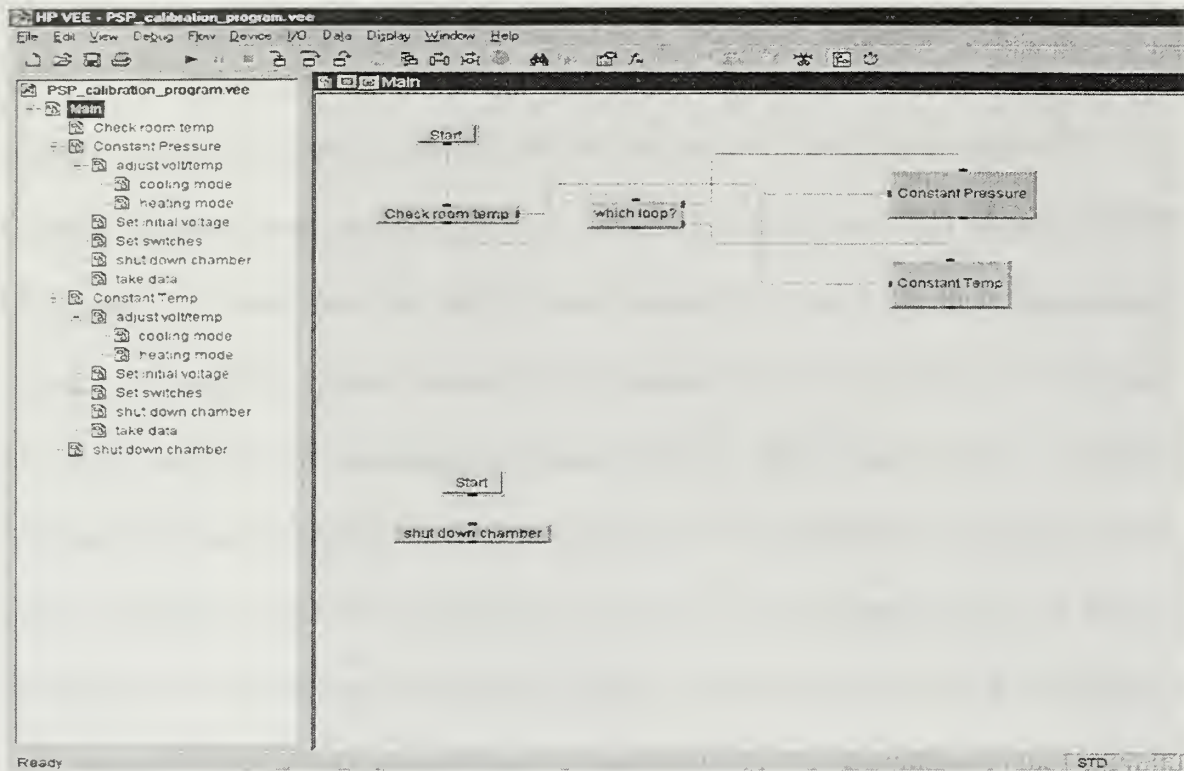 HP VEE - PSP_calibration_program.vee
File Edit View Debug Flow Device I/O Data Display Window Help
PSP_calibration_program.vee
Main
Check room temp
Constant Pressure
adjust volt/temp
cooling mode
heating mode
Set initial voltage
Set switches
shut down chamber
take data
Constant Temp
adjust volt/temp
cooling mode
heating mode
Set initial voltage
Set switches
shut down chamber
take data
shut down chamber
Main
Start
Check room temp
which loop?
Constant Pressure
Constant Temp
Start
shut down chamber
Ready
STD